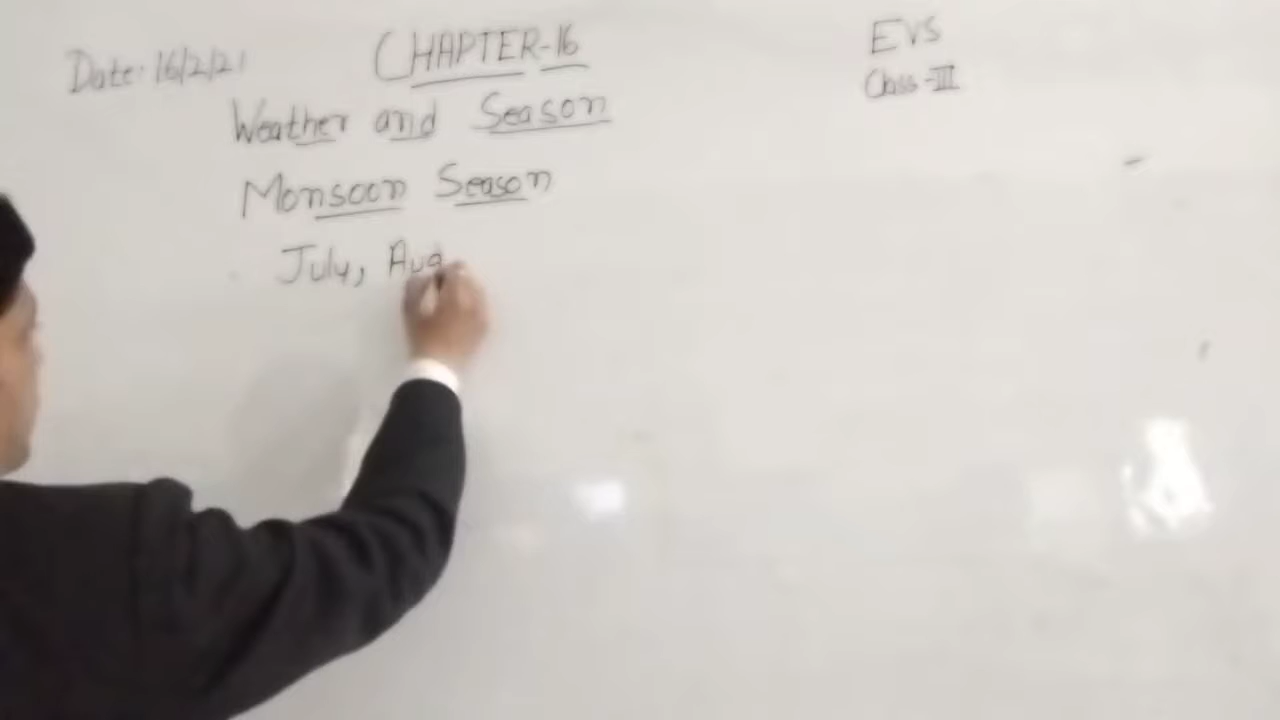 Date: 16/2/21
CHAPTER-16
EVS
Class-III
Weather and Season
Monsoon Season
July, Aug